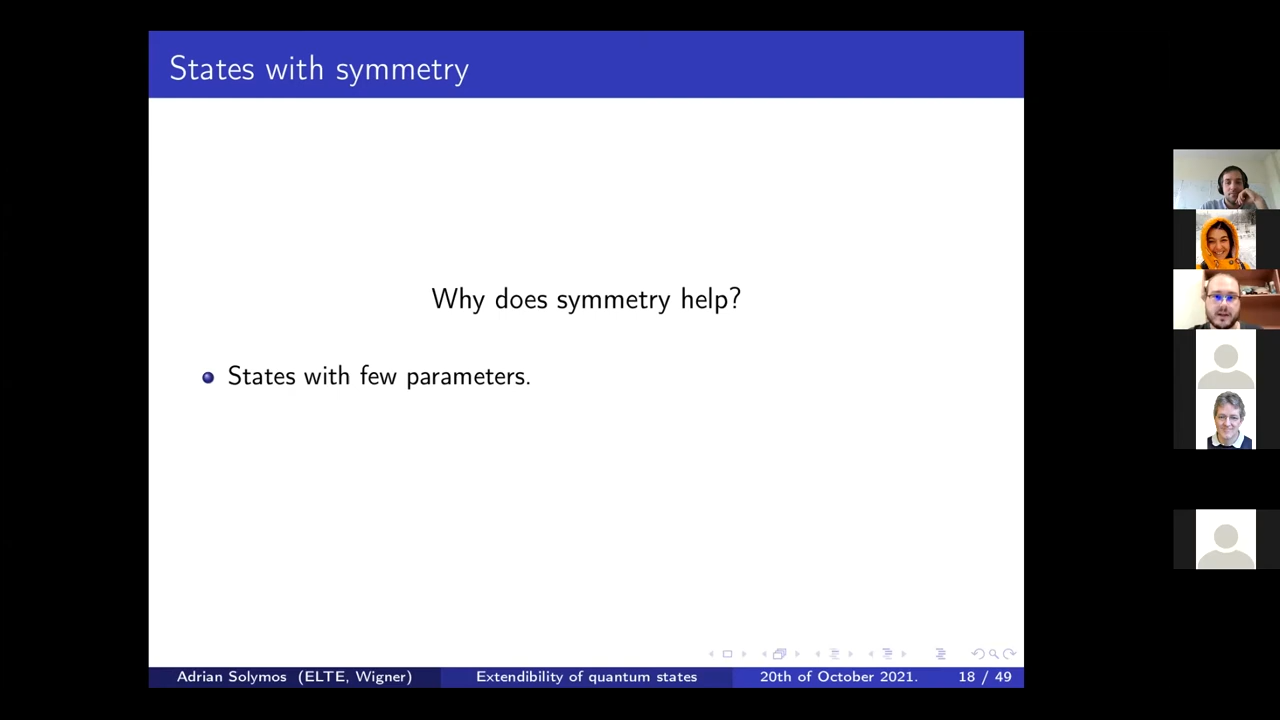 States with symmetry
Why does symmetry help?
States with few parameters.
Adrian Solymos (ELTE, Wigner) Extendibility of quantum states 20th of October 2021. 18 / 49